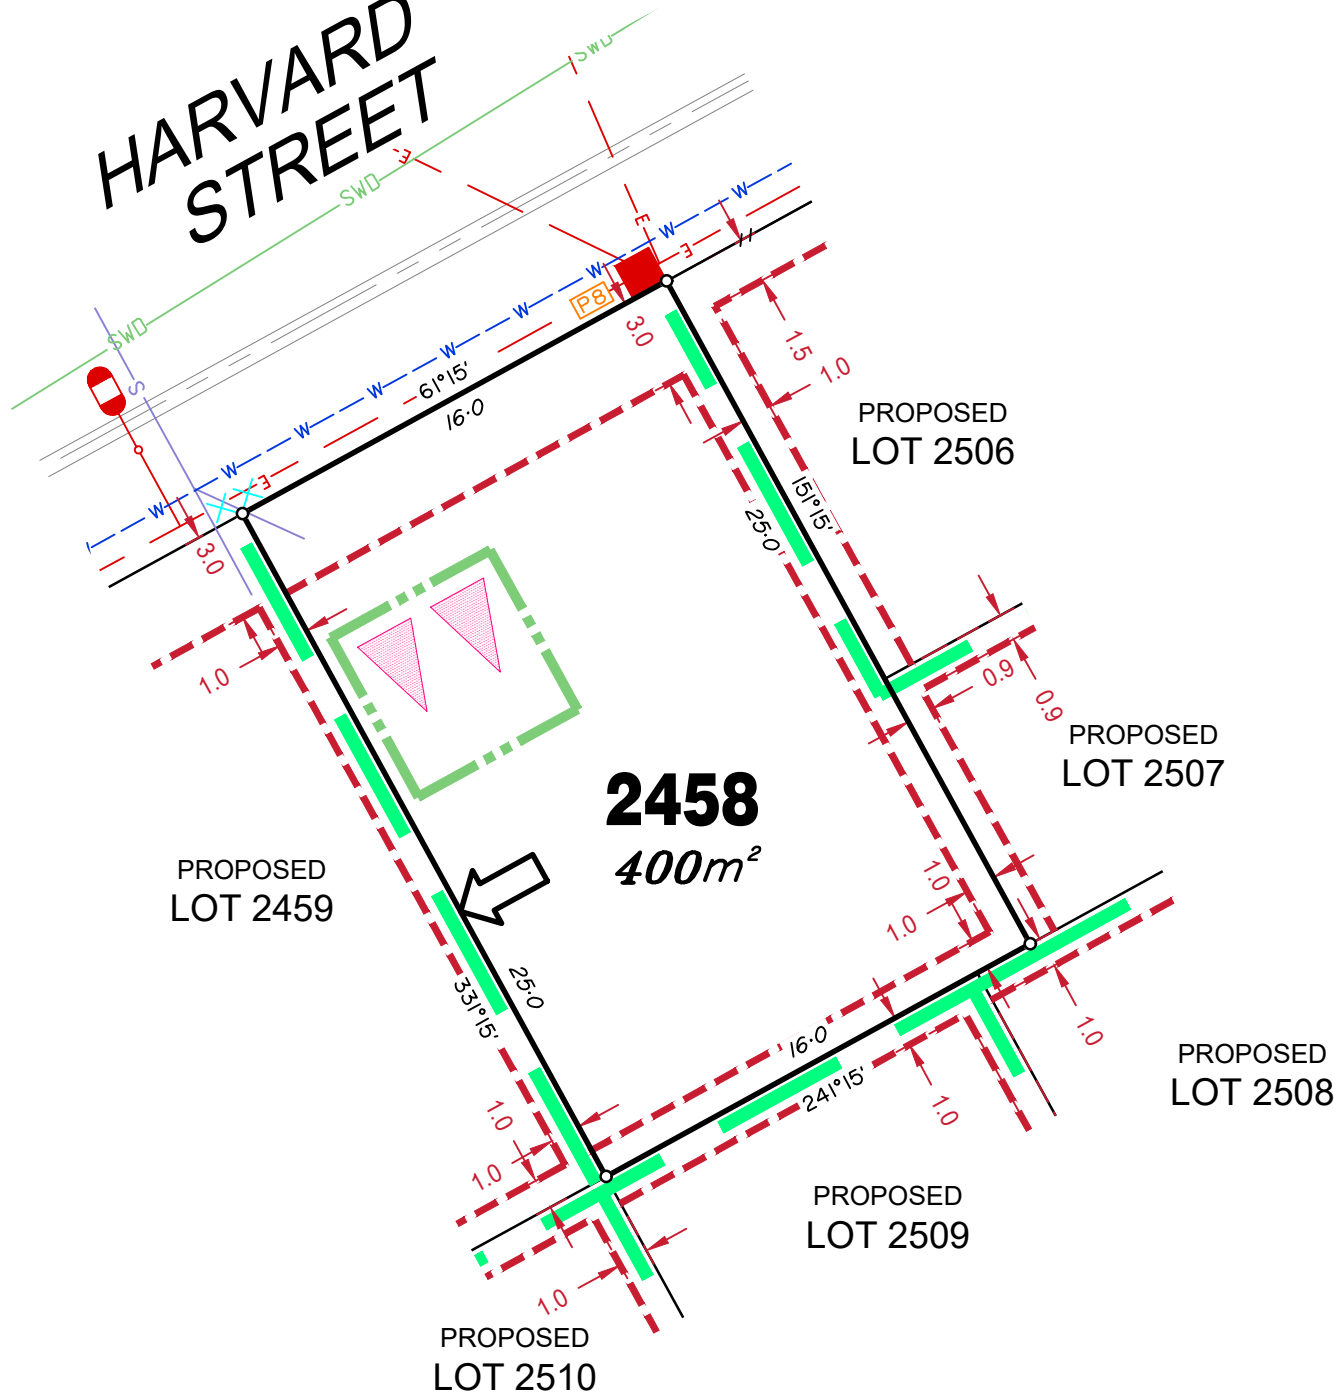 HARVARD
STREET
SWD
SWD
SWD
E
E
E
E
W
W
W
W
W
W
W
W
W
S
P8
3.0
61°15'
16·0
1.5
1.0
PROPOSED
LOT 2506
151°15'
25·0
3.0
1.0
0.9
0.9
PROPOSED
LOT 2507
2458
400m²
PROPOSED
LOT 2459
1.0
1.0
25·0
331°15'
16·0
241°15'
1.0
PROPOSED
LOT 2508
1.0
1.0
1.0
PROPOSED
LOT 2509
1.0
PROPOSED
LOT 2510